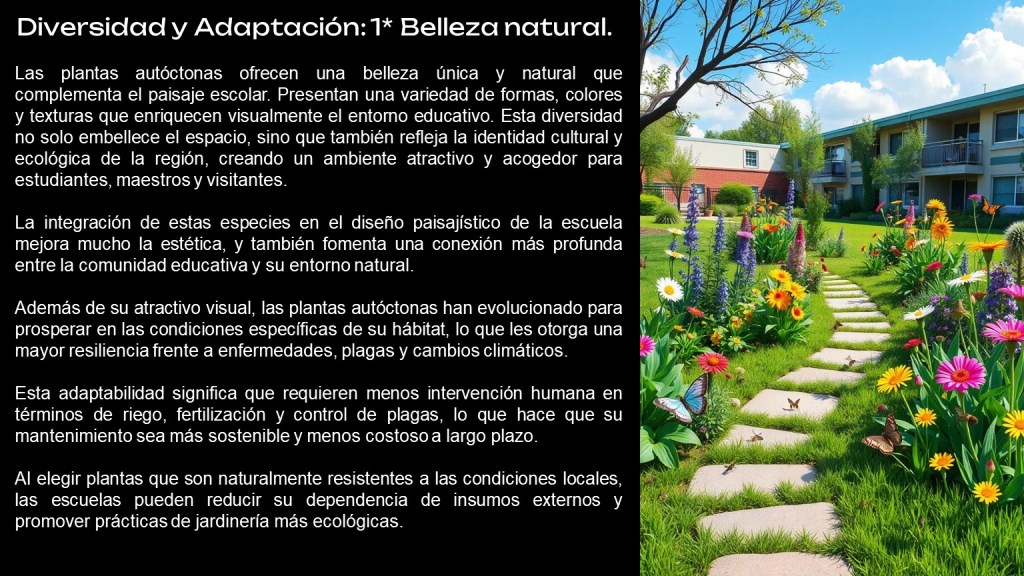 Diversidad y Adaptación: 1* Belleza natural.
Las plantas autóctonas ofrecen una belleza única y natural que
complementa el paisaje escolar. Presentan una variedad de formas, colores
y texturas que enriquecen visualmente el entorno educativo. Esta diversidad
no solo embellece el espacio, sino que también refleja la identidad cultural y
ecológica de la región, creando un ambiente atractivo y acogedor para
estudiantes, maestros y visitantes.
La integración de estas especies en el diseño paisajístico de la escuela
mejora mucho la estética, y también fomenta una conexión más profunda
entre la comunidad educativa y su entorno natural.
Además de su atractivo visual, las plantas autóctonas han evolucionado para
prosperar en las condiciones específicas de su hábitat, lo que les otorga una
mayor resiliencia frente a enfermedades, plagas y cambios climáticos.
Esta adaptabilidad significa que requieren menos intervención humana en
términos de riego, fertilización y control de plagas, lo que hace que su
mantenimiento sea más sostenible y menos costoso a largo plazo.
Al elegir plantas que son naturalmente resistentes a las condiciones locales,
las escuelas pueden reducir su dependencia de insumos externos y
promover prácticas de jardinería más ecológicas.